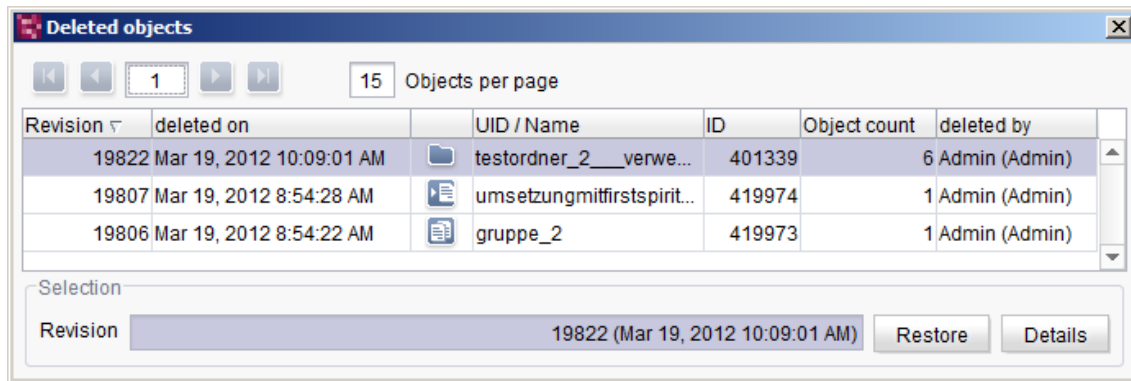 Deleted objects
1 15 Objects per page
Revision deleted on UID / Name ID Object count deleted by
19822 Mar 19, 2012 10:09:01 AM testordner_2___verwe... 401339 6 Admin (Admin)
19807 Mar 19, 2012 8:54:28 AM umsetzungmitfirstspirit... 419974 1 Admin (Admin)
19806 Mar 19, 2012 8:54:22 AM gruppe_2 419973 1 Admin (Admin)
Selection
Revision 19822 (Mar 19, 2012 10:09:01 AM) Restore Details